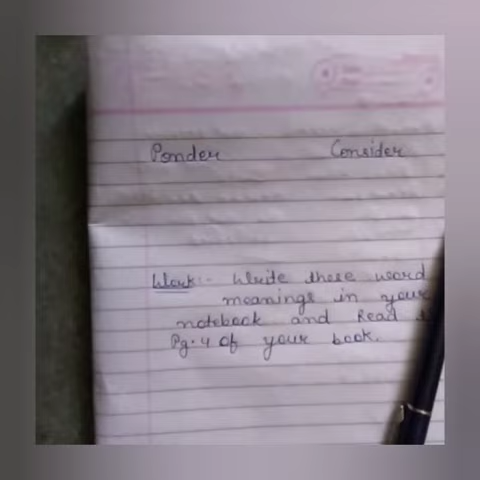 Ponder Consider
Work:- Write these word
meanings in your
notebook and Read
Pg. 4 of your book.